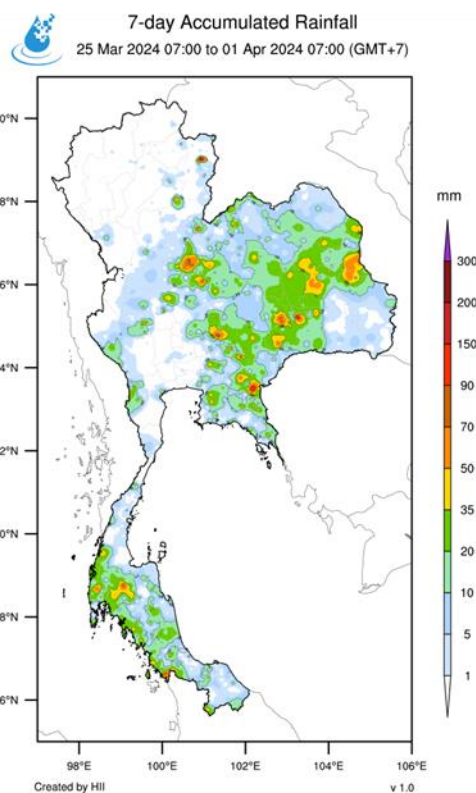 7-day Accumulated Rainfall
25 Mar 2024 07:00 to 01 Apr 2024 07:00 (GMT+7)
0°N
8°N
6°N
4°N
2°N
0°N
8°N
6°N
98°E 100°E 102°E 104°E 106°E
mm
300
200
150
90
70
50
35
20
10
5
1
Created by HII
v 1.0